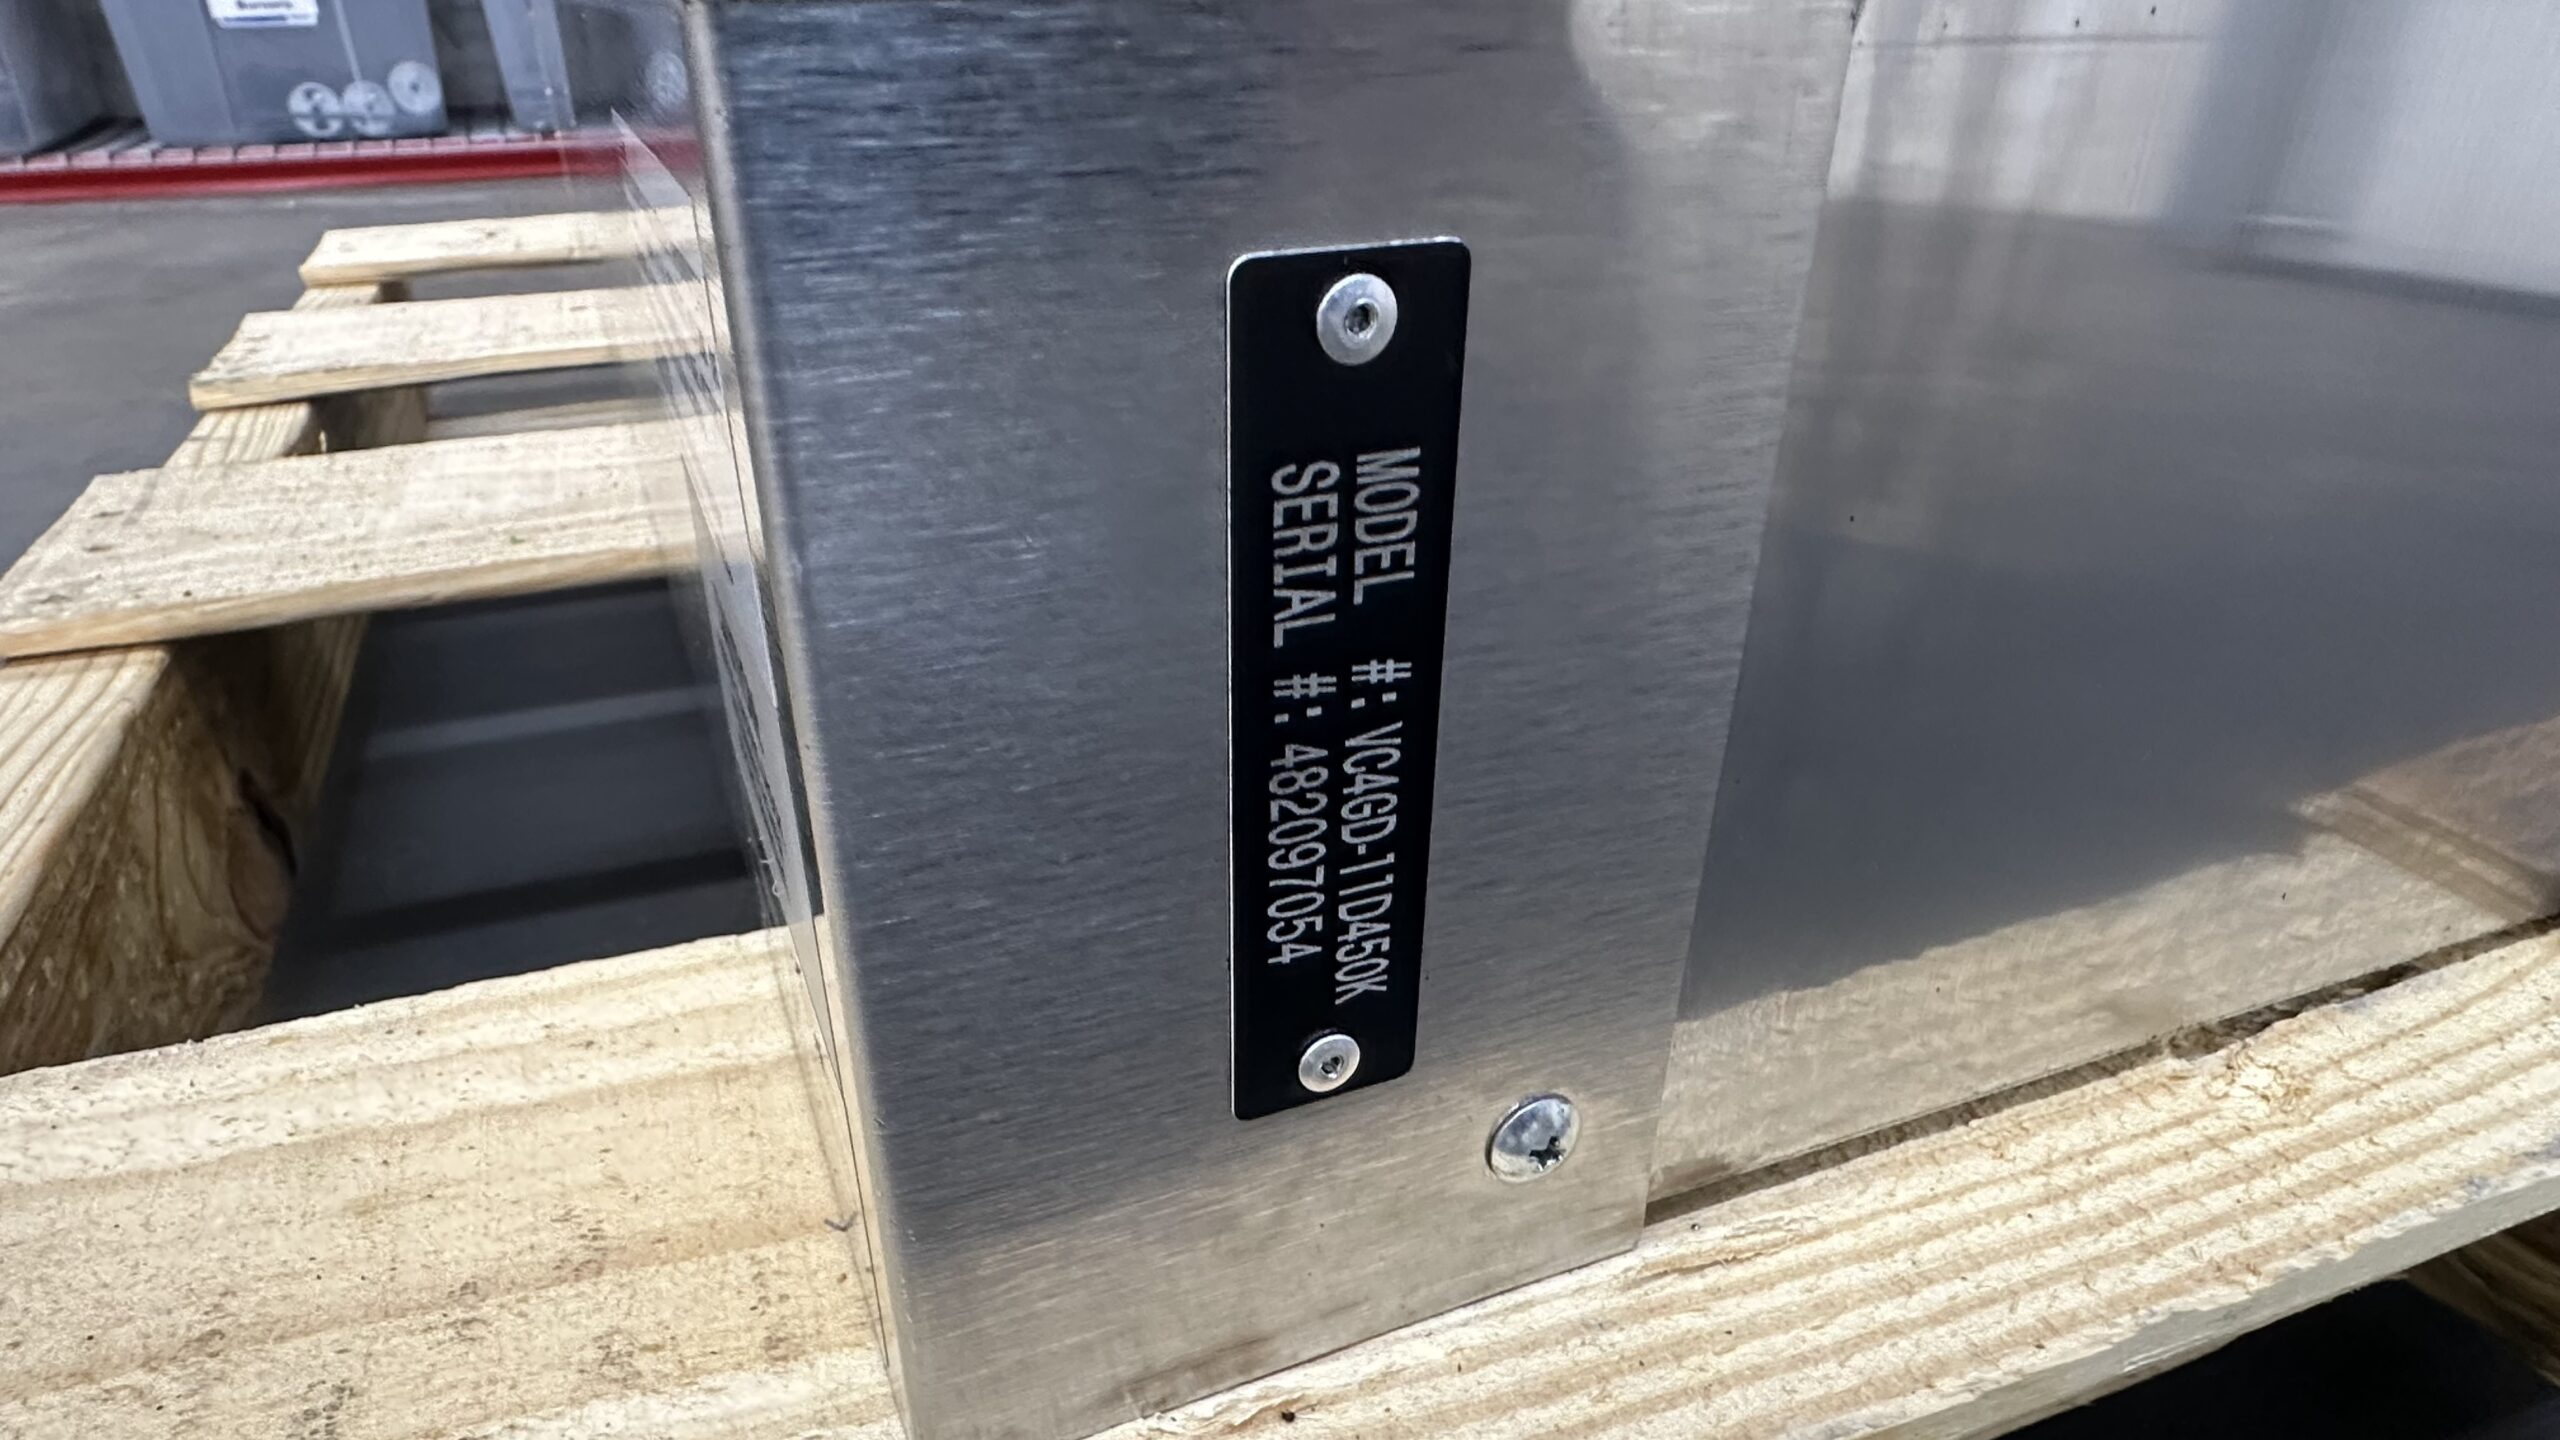 MODEL #: VC4GD-11D450K
SERIAL #: 482097054